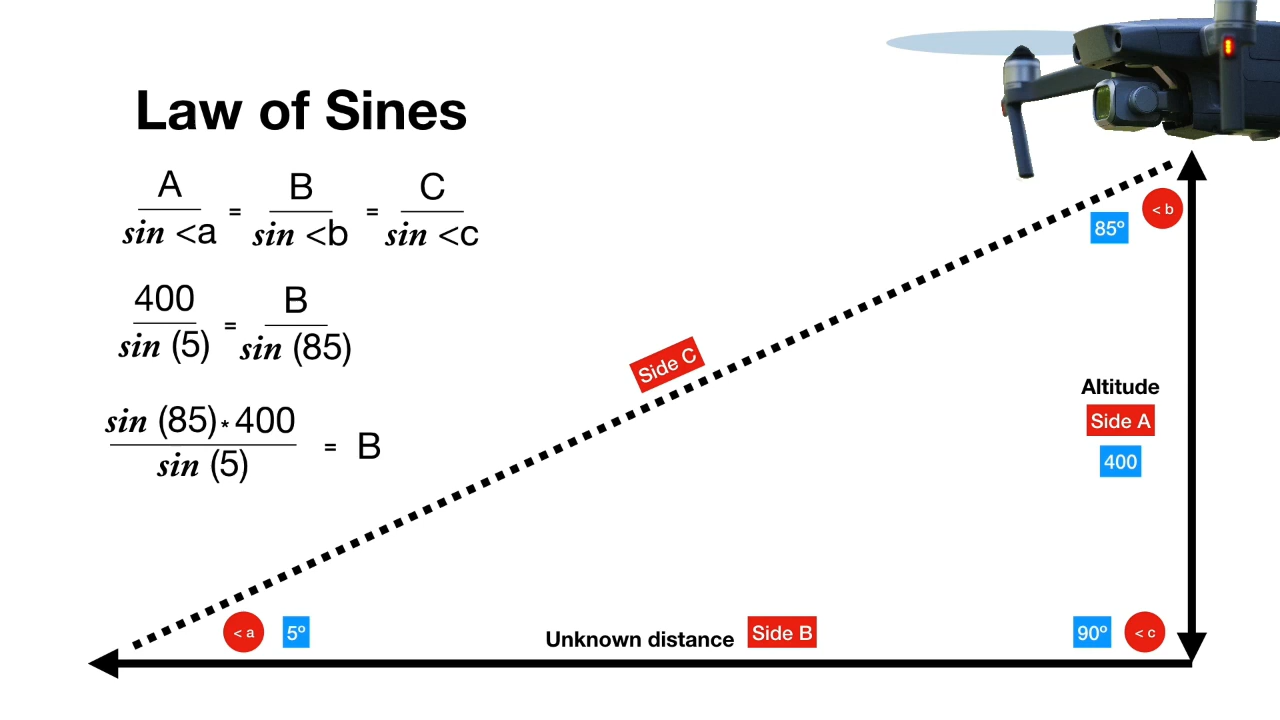 Law of Sines
A/sin <a = B/sin <b = C/sin <c
400/sin (5) = B/sin (85)
sin (85)*400/sin (5) = B
< b
85º
Side C
Altitude
Side A
400
< a
5º
Unknown distance
Side B
90º
< c